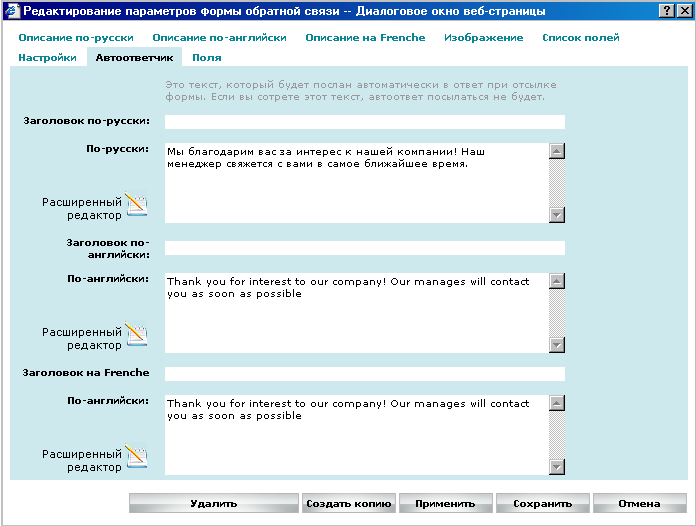 Редактирование параметров формы обратной связи -- Диалоговое окно веб-страницы
Описание по-русски Описание по-английски Описание на Frenche Изображение Список полей
Настройки Автоответчик Поля
Это текст, который будет послан автоматически в ответ при отсылке
формы. Если вы сотрете этот текст, автоответ посылаться не будет.
Заголовок по-русски:
По-русски:
Мы благодарим вас за интерес к нашей компании! Наш
менеджер свяжется с вами в самое ближайшее время.
Расширенный
редактор
Заголовок по-
английски:
По-английски:
Thank you for interest to our company! Our manages will contact
you as soon as possible
Расширенный
редактор
Заголовок на Frenche
По-английски:
Thank you for interest to our company! Our manages will contact
you as soon as possible
Расширенный
редактор
Удалить Создать копию Применить Сохранить Отмена